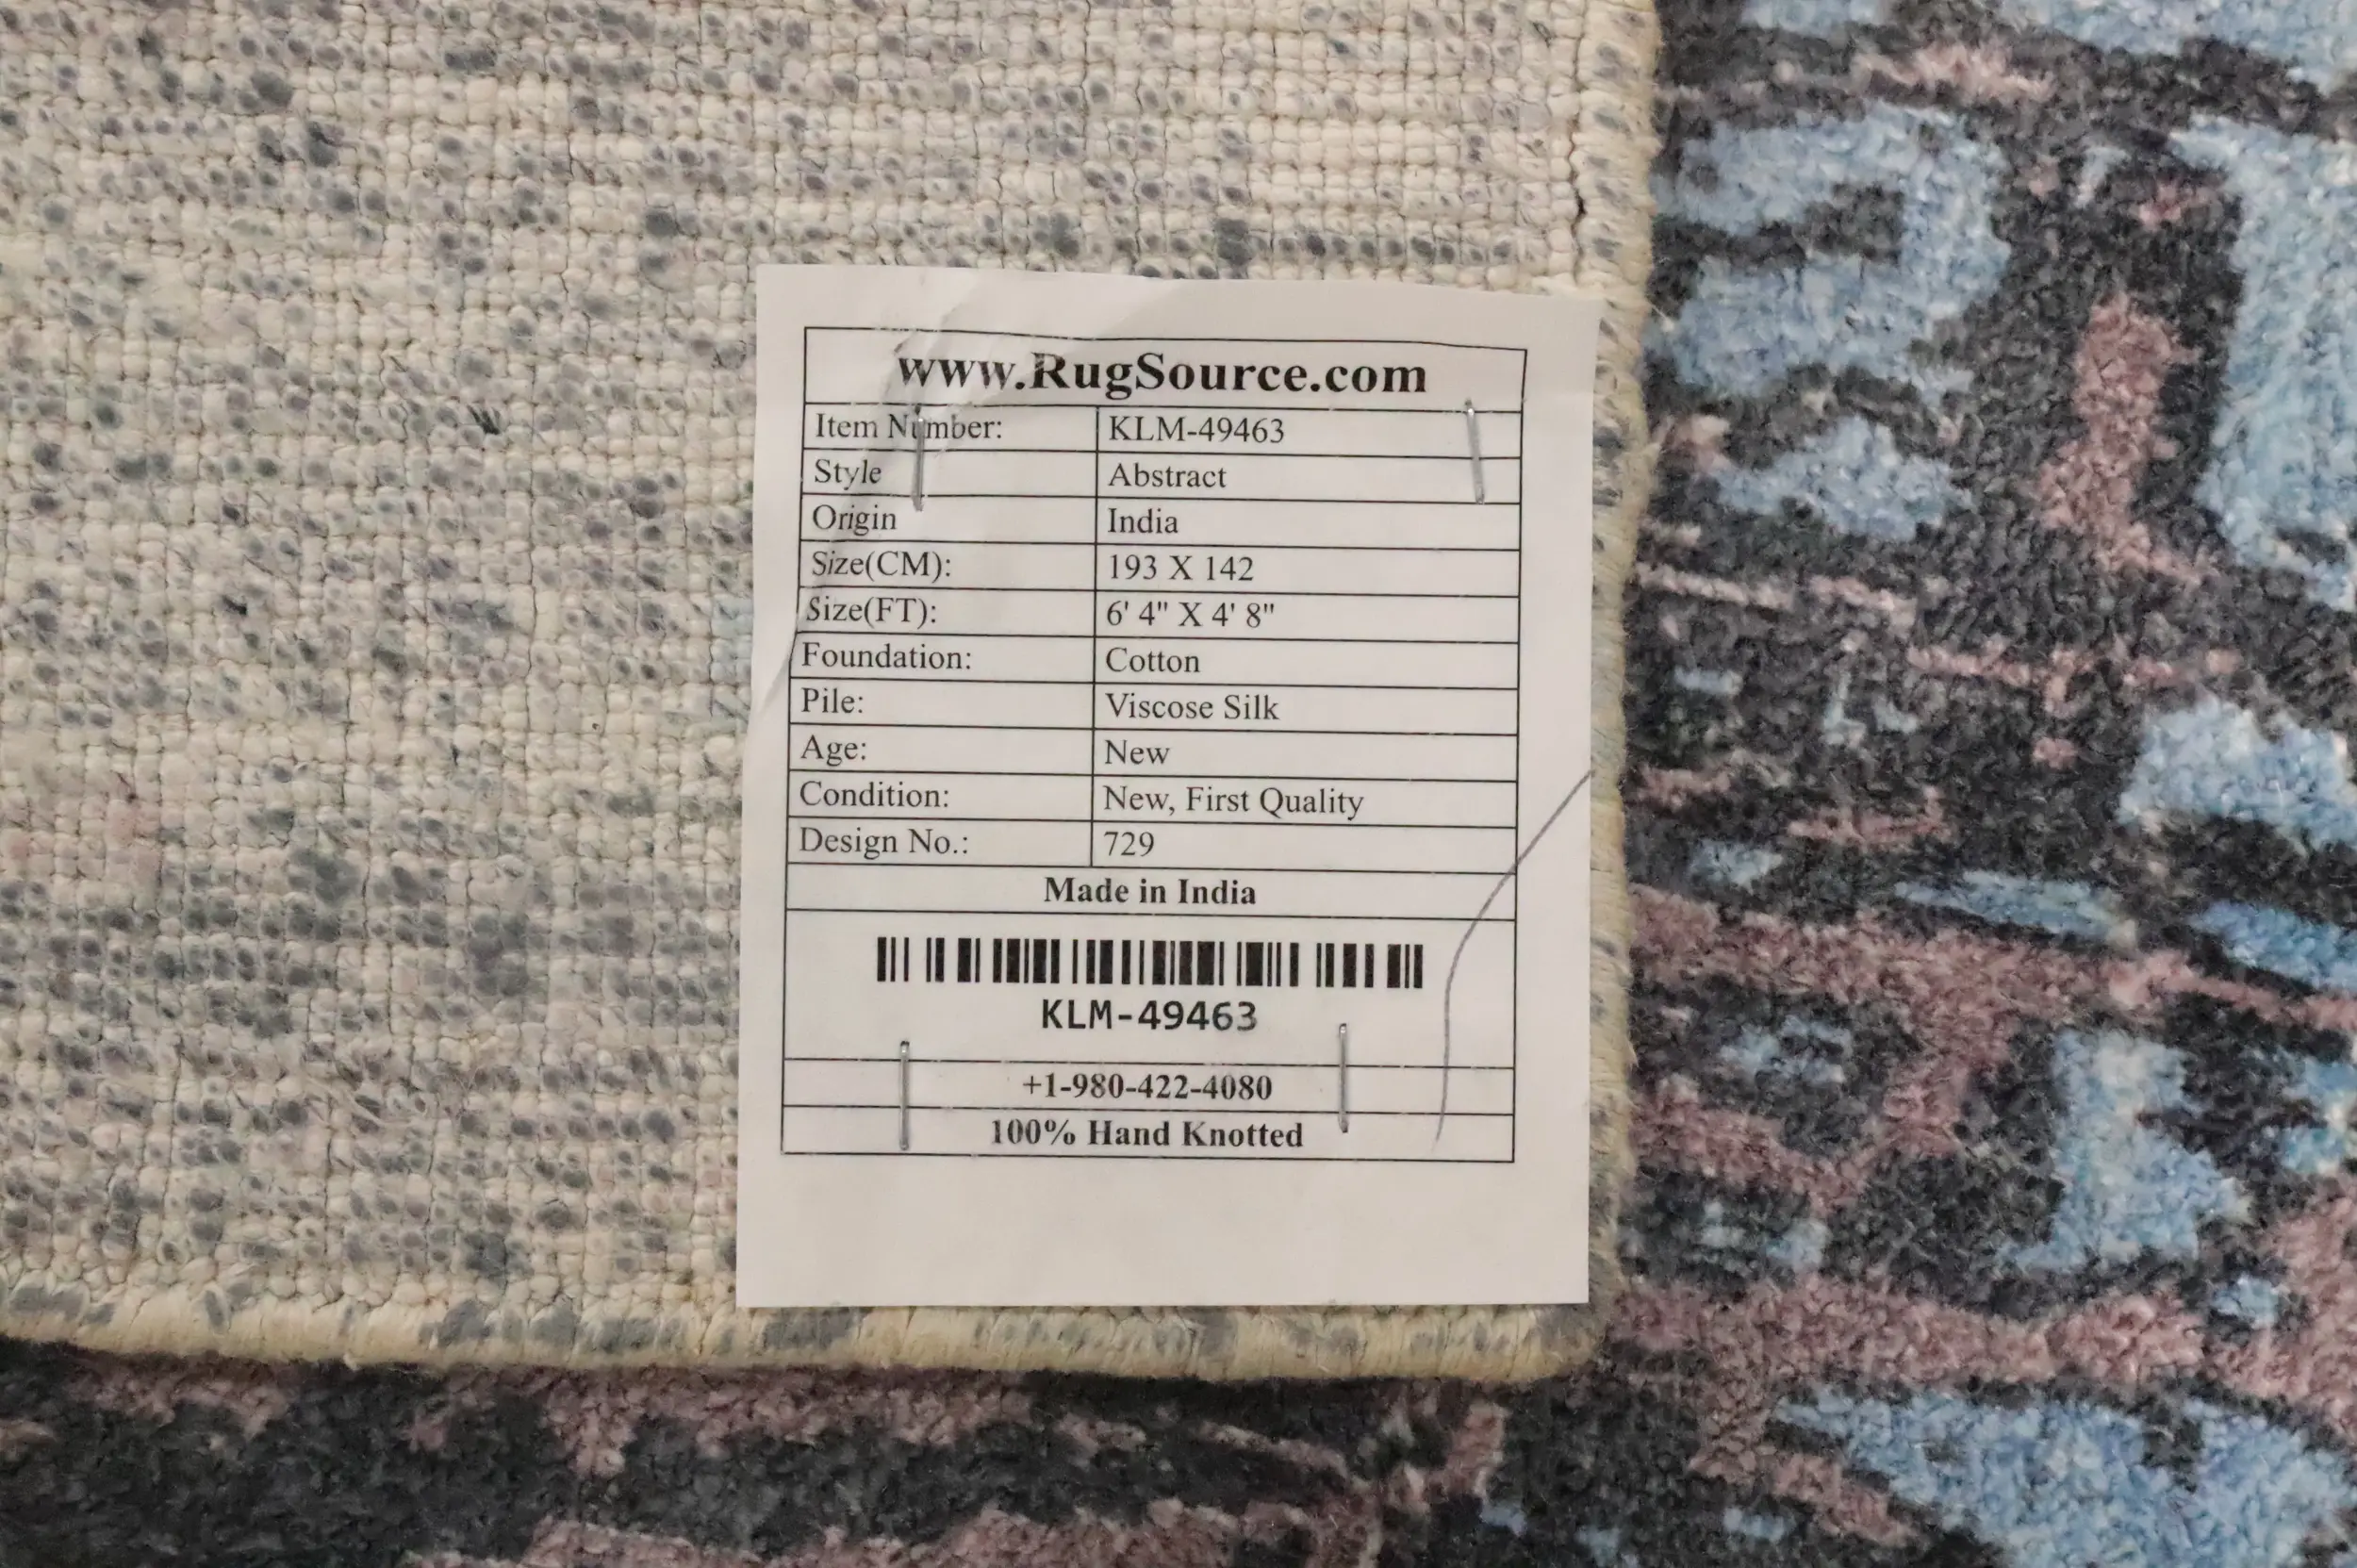 www.RugSource.com
Item Number: KLM-49463
Style Abstract
Origin India
Size(CM): 193 X 142
Size(FT): 6' 4" X 4' 8"
Foundation: Cotton
Pile: Viscose Silk
Age: New
Condition: New, First Quality
Design No.: 729
Made in India
KLM-49463
+1-980-422-4080
100% Hand Knotted